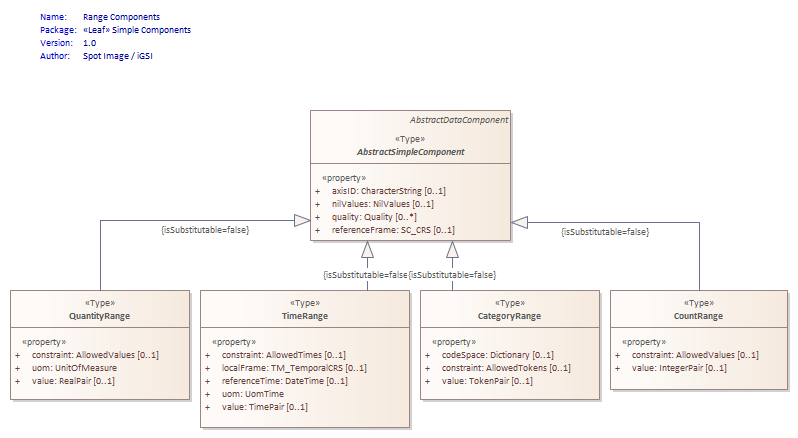 Name: Range Components
Package: «Leaf» Simple Components
Version: 1.0
Author: Spot Image / iGSI
AbstractDataComponent
«Type»
AbstractSimpleComponent
«property»
+ axisID: CharacterString [0..1]
+ nilValues: NilValues [0..1]
+ quality: Quality [0..*]
+ referenceFrame: SC_CRS [0..1]
{isSubstitutable=false}
{isSubstitutable=false}
{isSubstitutable=false
{isSubstitutable=false}
«Type»
QuantityRange
«property»
+ constraint: AllowedValues [0..1]
+ uom: UnitOfMeasure
+ value: RealPair [0..1]
«Type»
TimeRange
«property»
+ constraint: AllowedTimes [0..1]
+ localFrame: TM_TemporalCRS [0..1]
+ referenceTime: DateTime [0..1]
+ uom: UomTime
+ value: TimePair [0..1]
«Type»
CategoryRange
«property»
+ codeSpace: Dictionary [0..1]
+ constraint: AllowedTokens [0..1]
+ value: TokenPair [0..1]
«Type»
CountRange
«property»
+ constraint: AllowedValues [0..1]
+ value: IntegerPair [0..1]